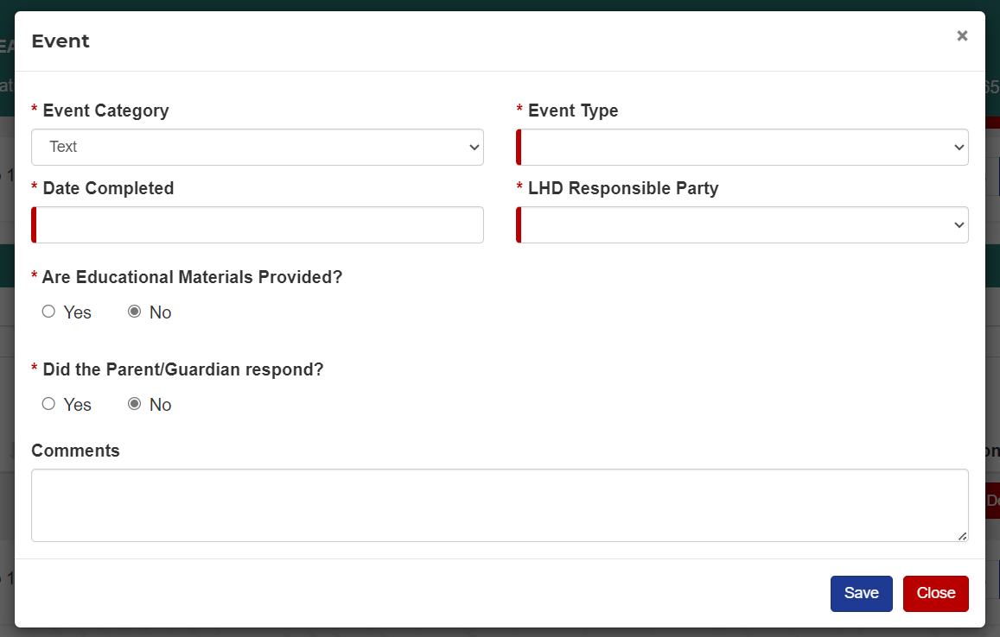 Event
×
* Event Category
* Event Type
Text
* Date Completed
* LHD Responsible Party
* Are Educational Materials Provided?
Yes No
* Did the Parent/Guardian respond?
Yes No
Comments
Save Close